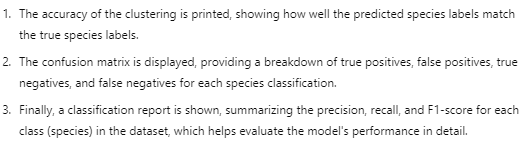 1. The accuracy of the clustering is printed, showing how well the predicted species labels match
the true species labels.
2. The confusion matrix is displayed, providing a breakdown of true positives, false positives, true
negatives, and false negatives for each species classification.
3. Finally, a classification report is shown, summarizing the precision, recall, and F1-score for each
class (species) in the dataset, which helps evaluate the model's performance in detail.